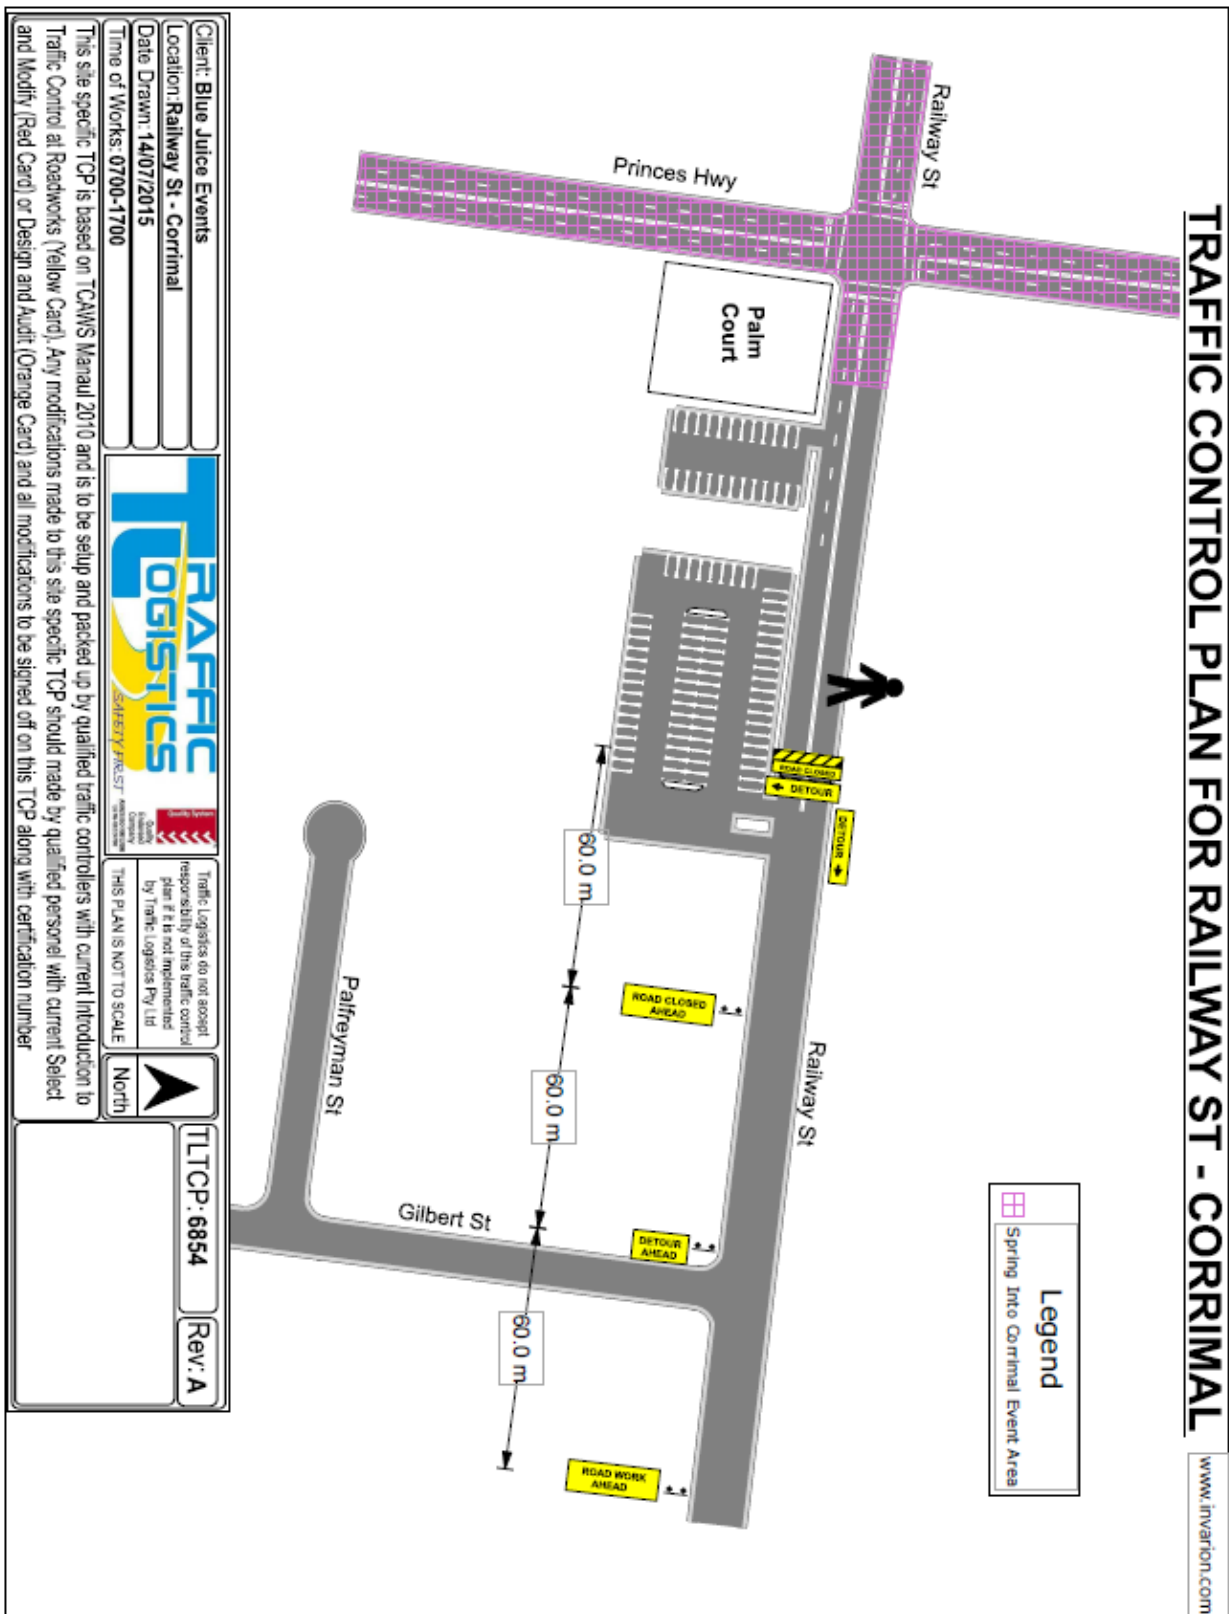 TRAFFIC CONTROL PLAN FOR RAILWAY ST - CORRIMAL
www.invarion.com
Railway St
Princes Hwy
Palm
Court
ROAD CLOSED
DETOUR
DETOUR
60.0 m
ROAD CLOSED
AHEAD
60.0 m
Railway St
DETOUR
AHEAD
Gilbert St
60.0 m
ROAD WORK
AHEAD
Palfreyman St
Legend
Spring Into Corrimal Event Area
Client: Blue Juice Events
Location:Railway St - Corrimal
Date Drawn: 14/07/2015
Time of Works: 0700-1700
TRAFFIC
LOGISTICS
SAFETY FIRST
Quality System
Quality
Endorsed
Company
Traffic Logistics do not accept
responsibility of this traffic control
plan if it is not implemented
by Traffic Logistics Pty Ltd
THIS PLAN IS NOT TO SCALE
North
TLTCP: 6854
Rev: A
This site specific TCP is based on TCAWS Manaul 2010 and is to be setup and packed up by qualified traffic controllers with current Introduction to
Traffic Control at Roadworks (Yellow Card). Any modifications made to this site specific TCP should made by qualified personel with current Select
and Modify (Red Card) or Design and Audit (Orange Card) and all modifications to be signed off on this TCP along with certification number